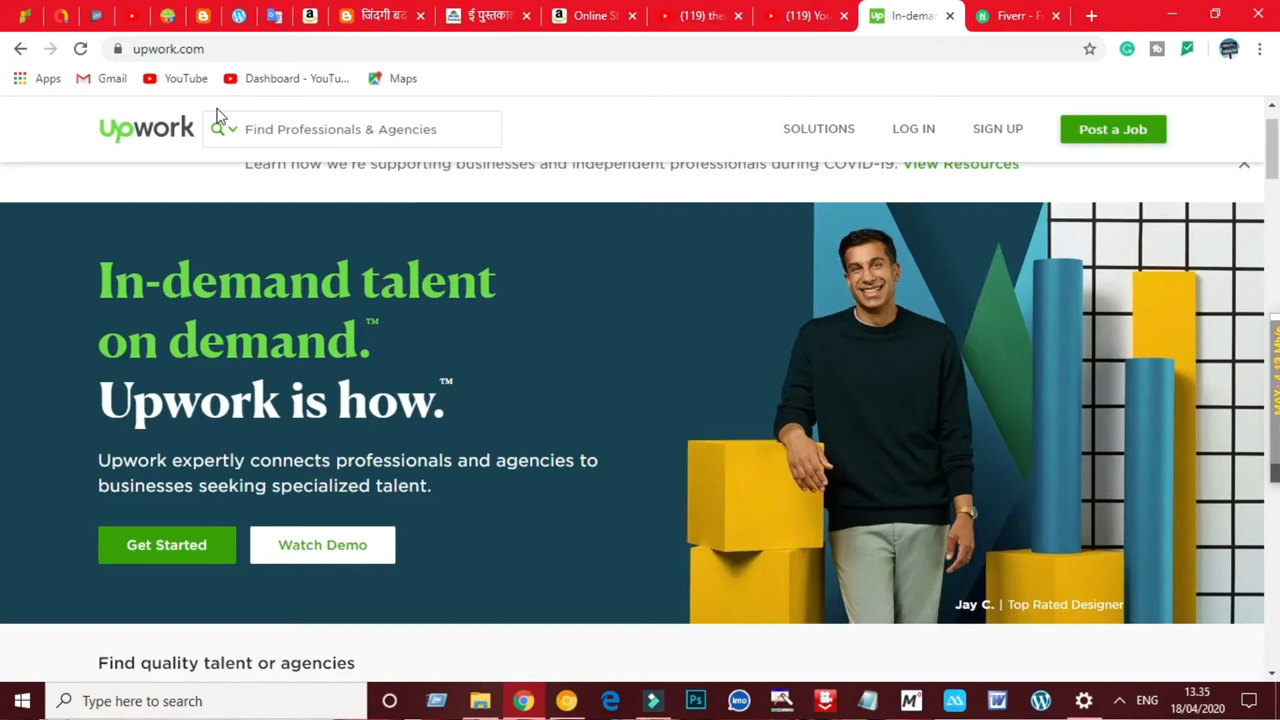 जिंदगी बद
ई पुस्तका
Online S
(119) the
(119) You
In-dema
Fiverr - F
upwork.com
Apps
Gmail
YouTube
Dashboard - YouTu...
Maps
upwork
Find Professionals & Agencies
SOLUTIONS
LOG IN
SIGN UP
Post a Job
Learn how we're supporting businesses and independent professionals during COVID-19. View Resources
In-demand talent
on demand.™
Upwork is how.™
Upwork expertly connects professionals and agencies to
businesses seeking specialized talent.
Get Started
Watch Demo
Jay C. | Top Rated Designer
Find quality talent or agencies
Type here to search
ENG
13.35
18/04/2020